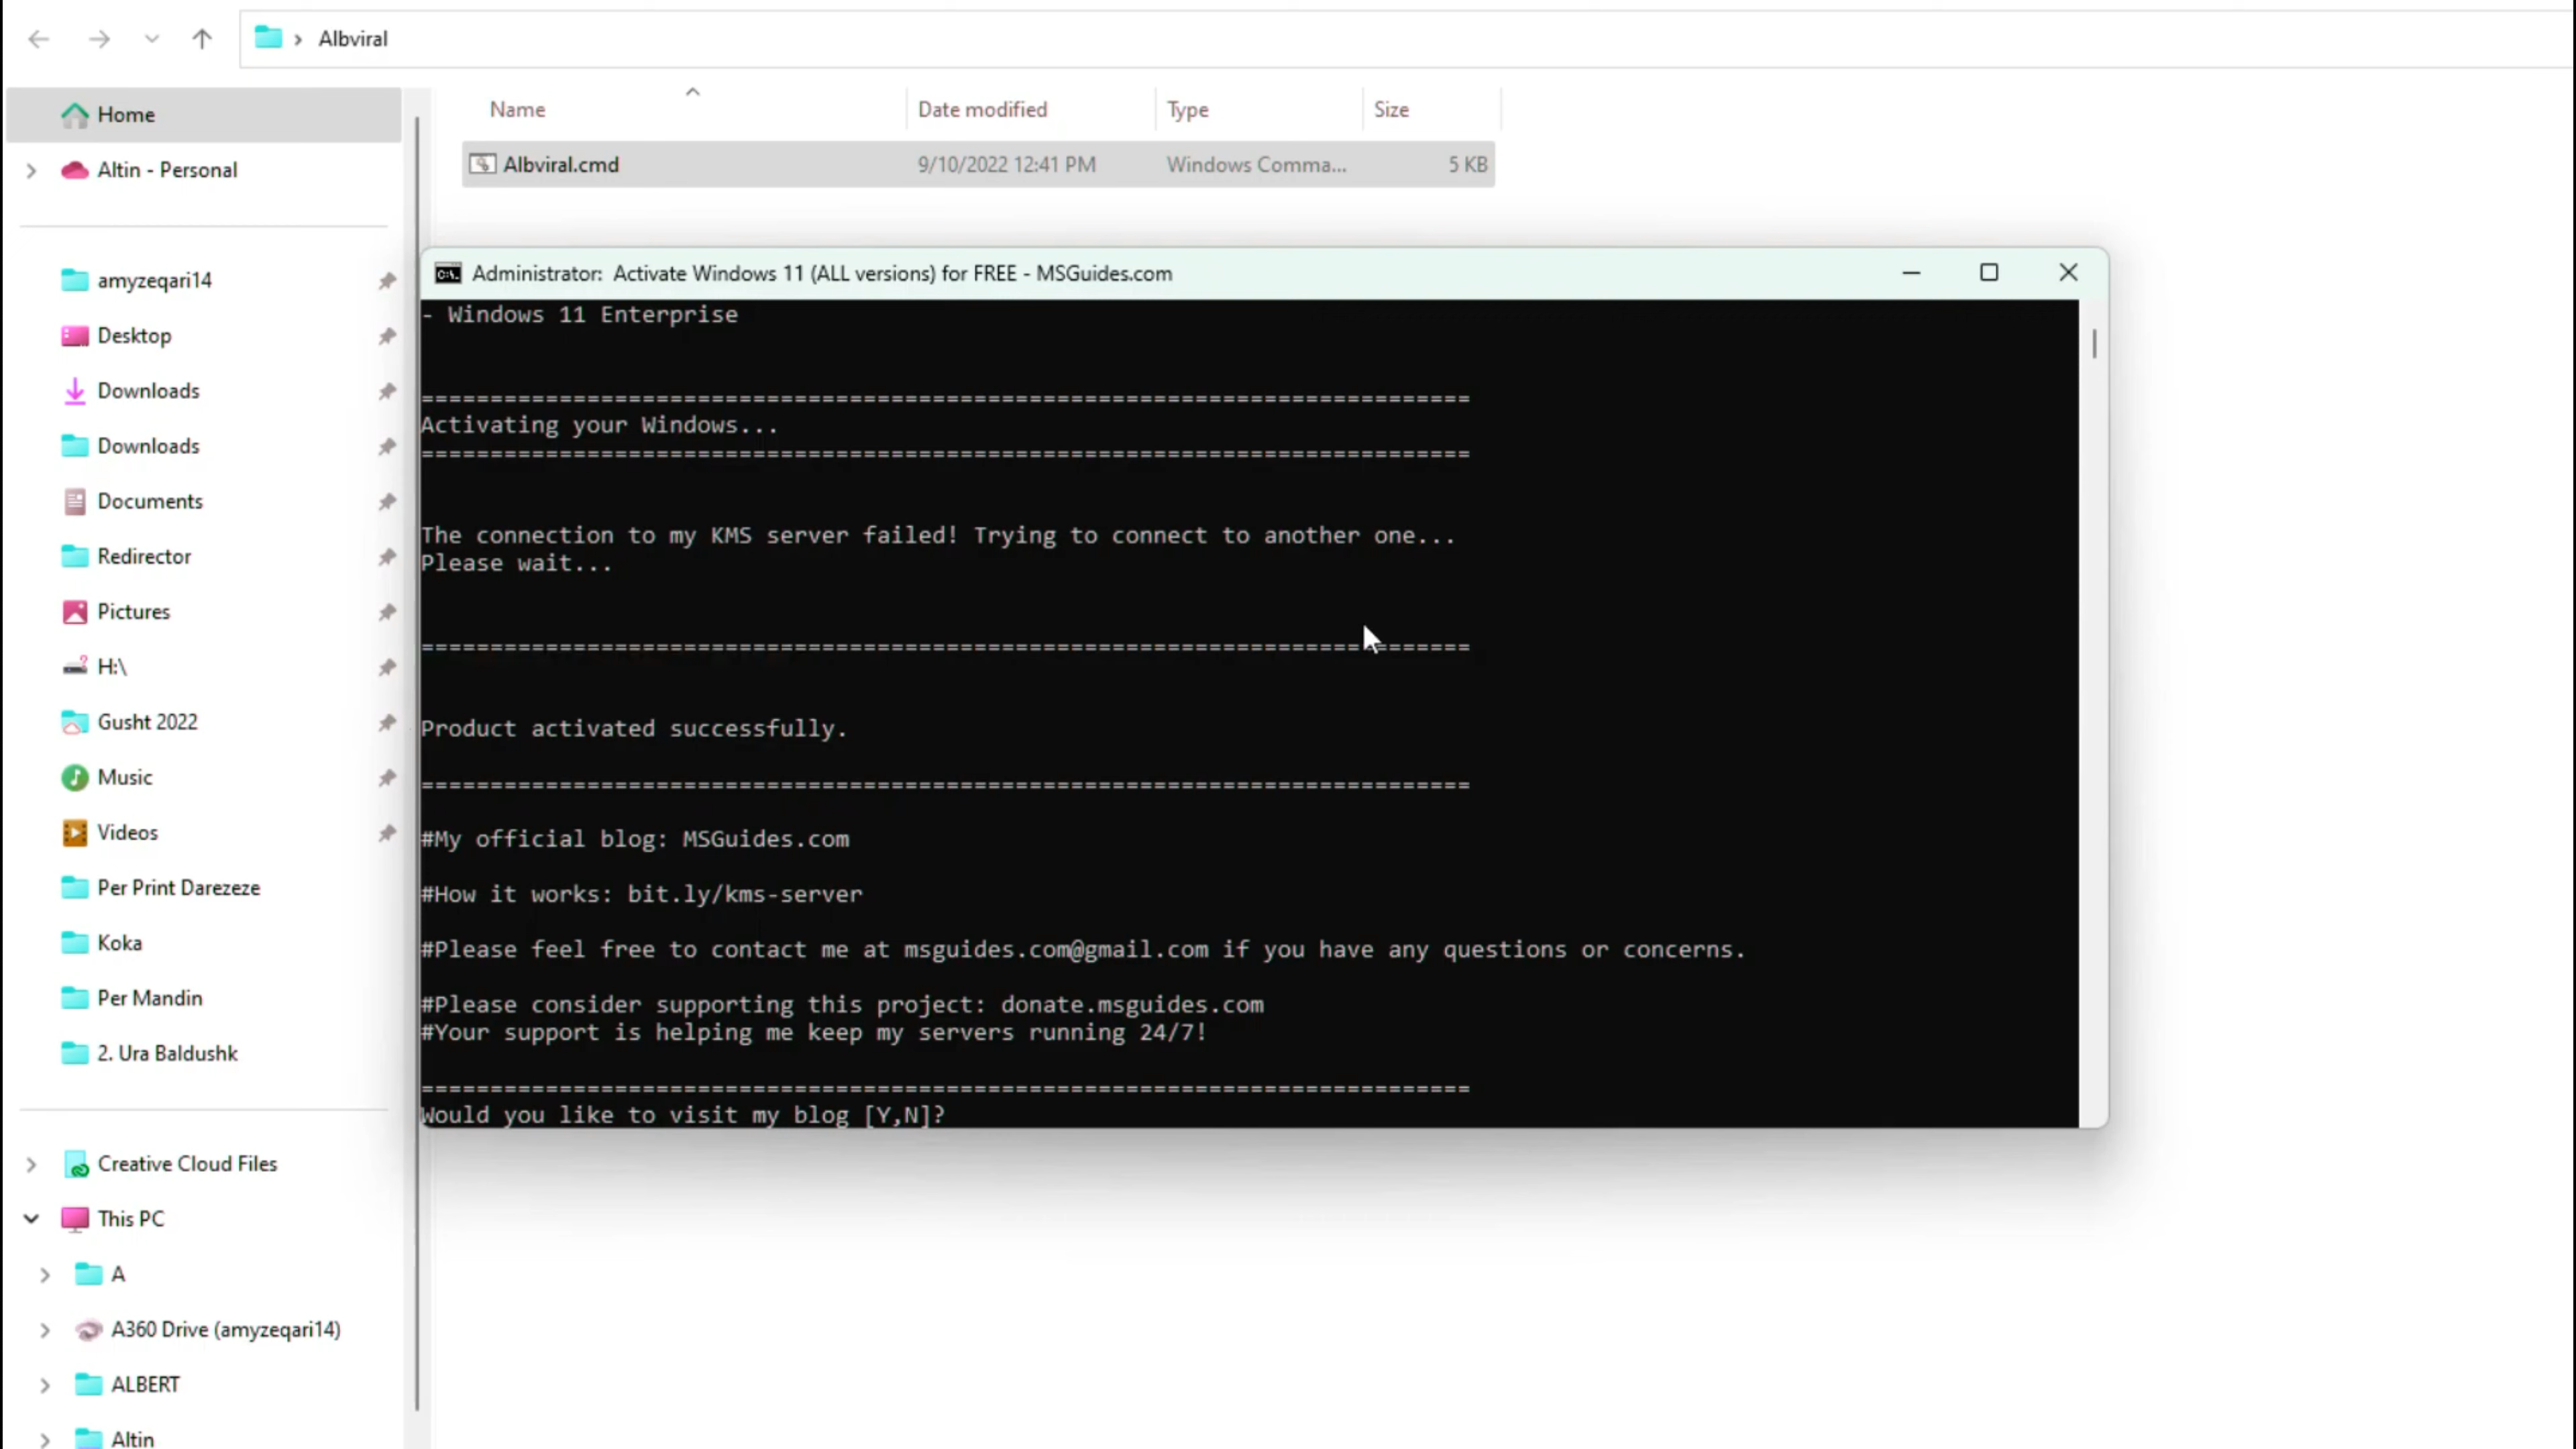 Albviral
Home
Altin - Personal
amyzeqari14
Desktop
Downloads
Downloads
Documents
Redirector
Pictures
H:\
Gusht 2022
Music
Videos
Per Print Darezeze
Koka
Per Mandin
2. Ura Baldushk
Creative Cloud Files
This PC
A
A360 Drive (amyzeqari14)
ALBERT
Altin
Name Date modified Type Size
Albviral.cmd 9/10/2022 12:41 PM Windows Comma... 5 KB
Administrator: Activate Windows 11 (ALL versions) for FREE - MSGuides.com
- Windows 11 Enterprise
============================================================================
Activating your Windows...
============================================================================
The connection to my KMS server failed! Trying to connect to another one...
Please wait...
============================================================================
Product activated successfully.
============================================================================
#My official blog: MSGuides.com
#How it works: bit.ly/kms-server
#Please feel free to contact me at msguides.com@gmail.com if you have any questions or concerns.
#Please consider supporting this project: donate.msguides.com
#Your support is helping me keep my servers running 24/7!
============================================================================
Would you like to visit my blog [Y,N]?